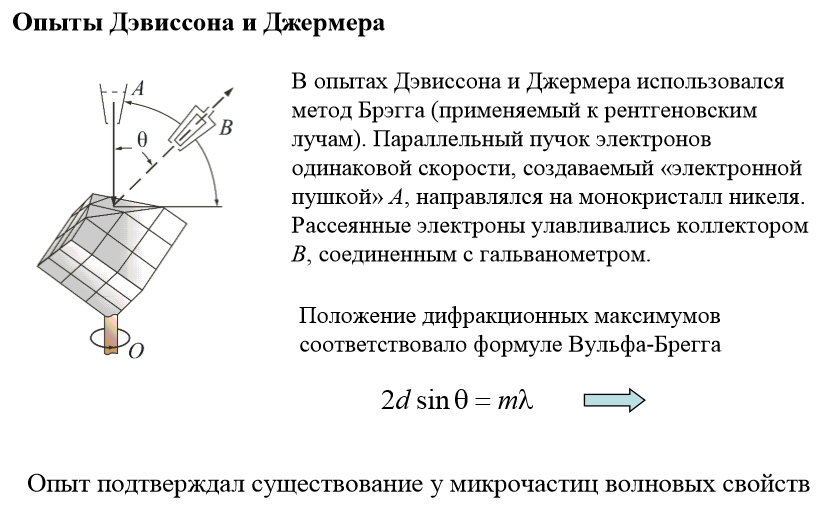 Опыты Дэвиссона и Джермера
A
B
θ
O
В опытах Дэвиссона и Джермера использовался
метод Брэгга (применяемый к рентгеновским
лучам). Параллельный пучок электронов
одинаковой скорости, создаваемый «электронной
пушкой» A, направлялся на монокристалл никеля.
Рассеянные электроны улавливались коллектором
B, соединенным с гальванометром.
Положение дифракционных максимумов
соответствовало формуле Вульфа-Брегга
2d sin θ = mλ
Опыт подтверждал существование у микрочастиц волновых свойств